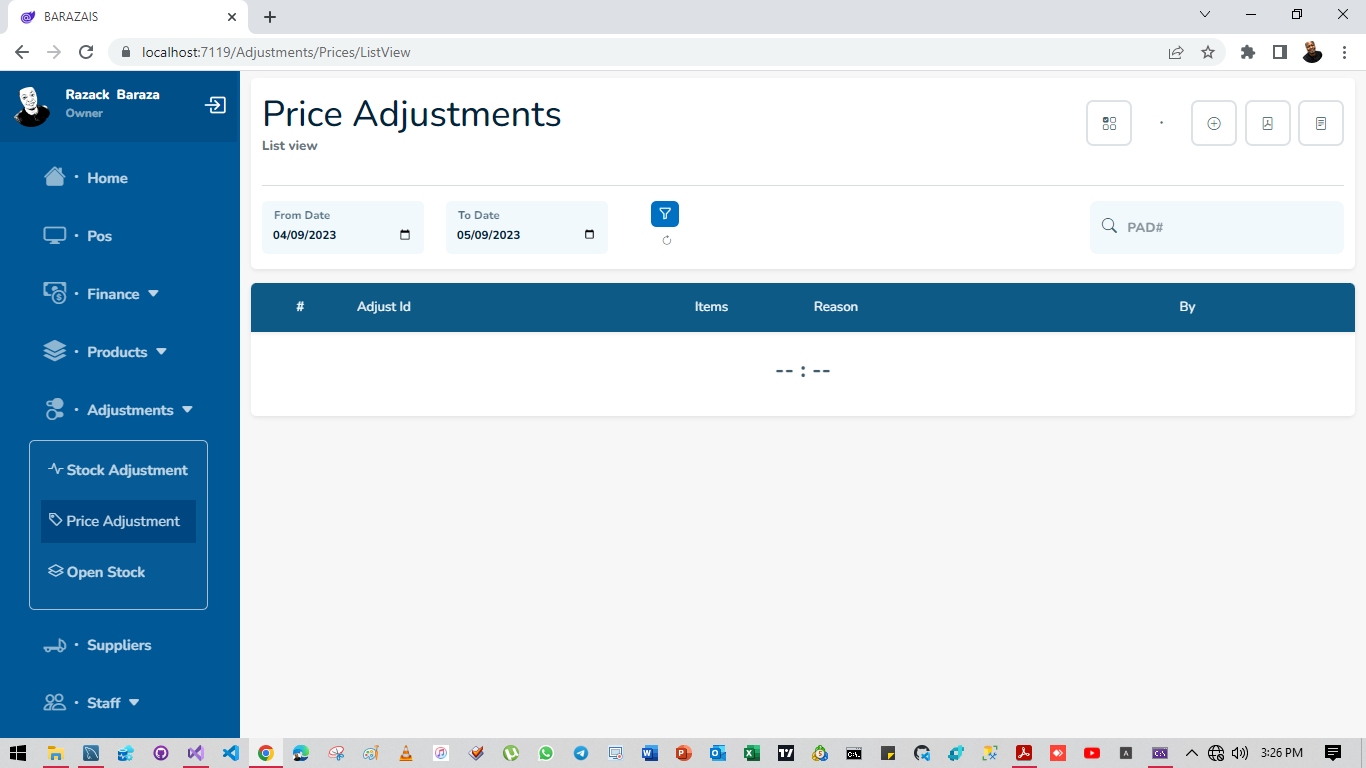 BARAZAIS
localhost:7119/Adjustments/Prices/ListView
Razack Baraza
Owner
Home
Pos
Finance
Products
Adjustments
Stock Adjustment
Price Adjustment
Open Stock
Suppliers
Staff
Price Adjustments
List view
From Date
04/09/2023
To Date
05/09/2023
PAD#
# Adjust Id Items Reason By
-- : --
3:26 PM